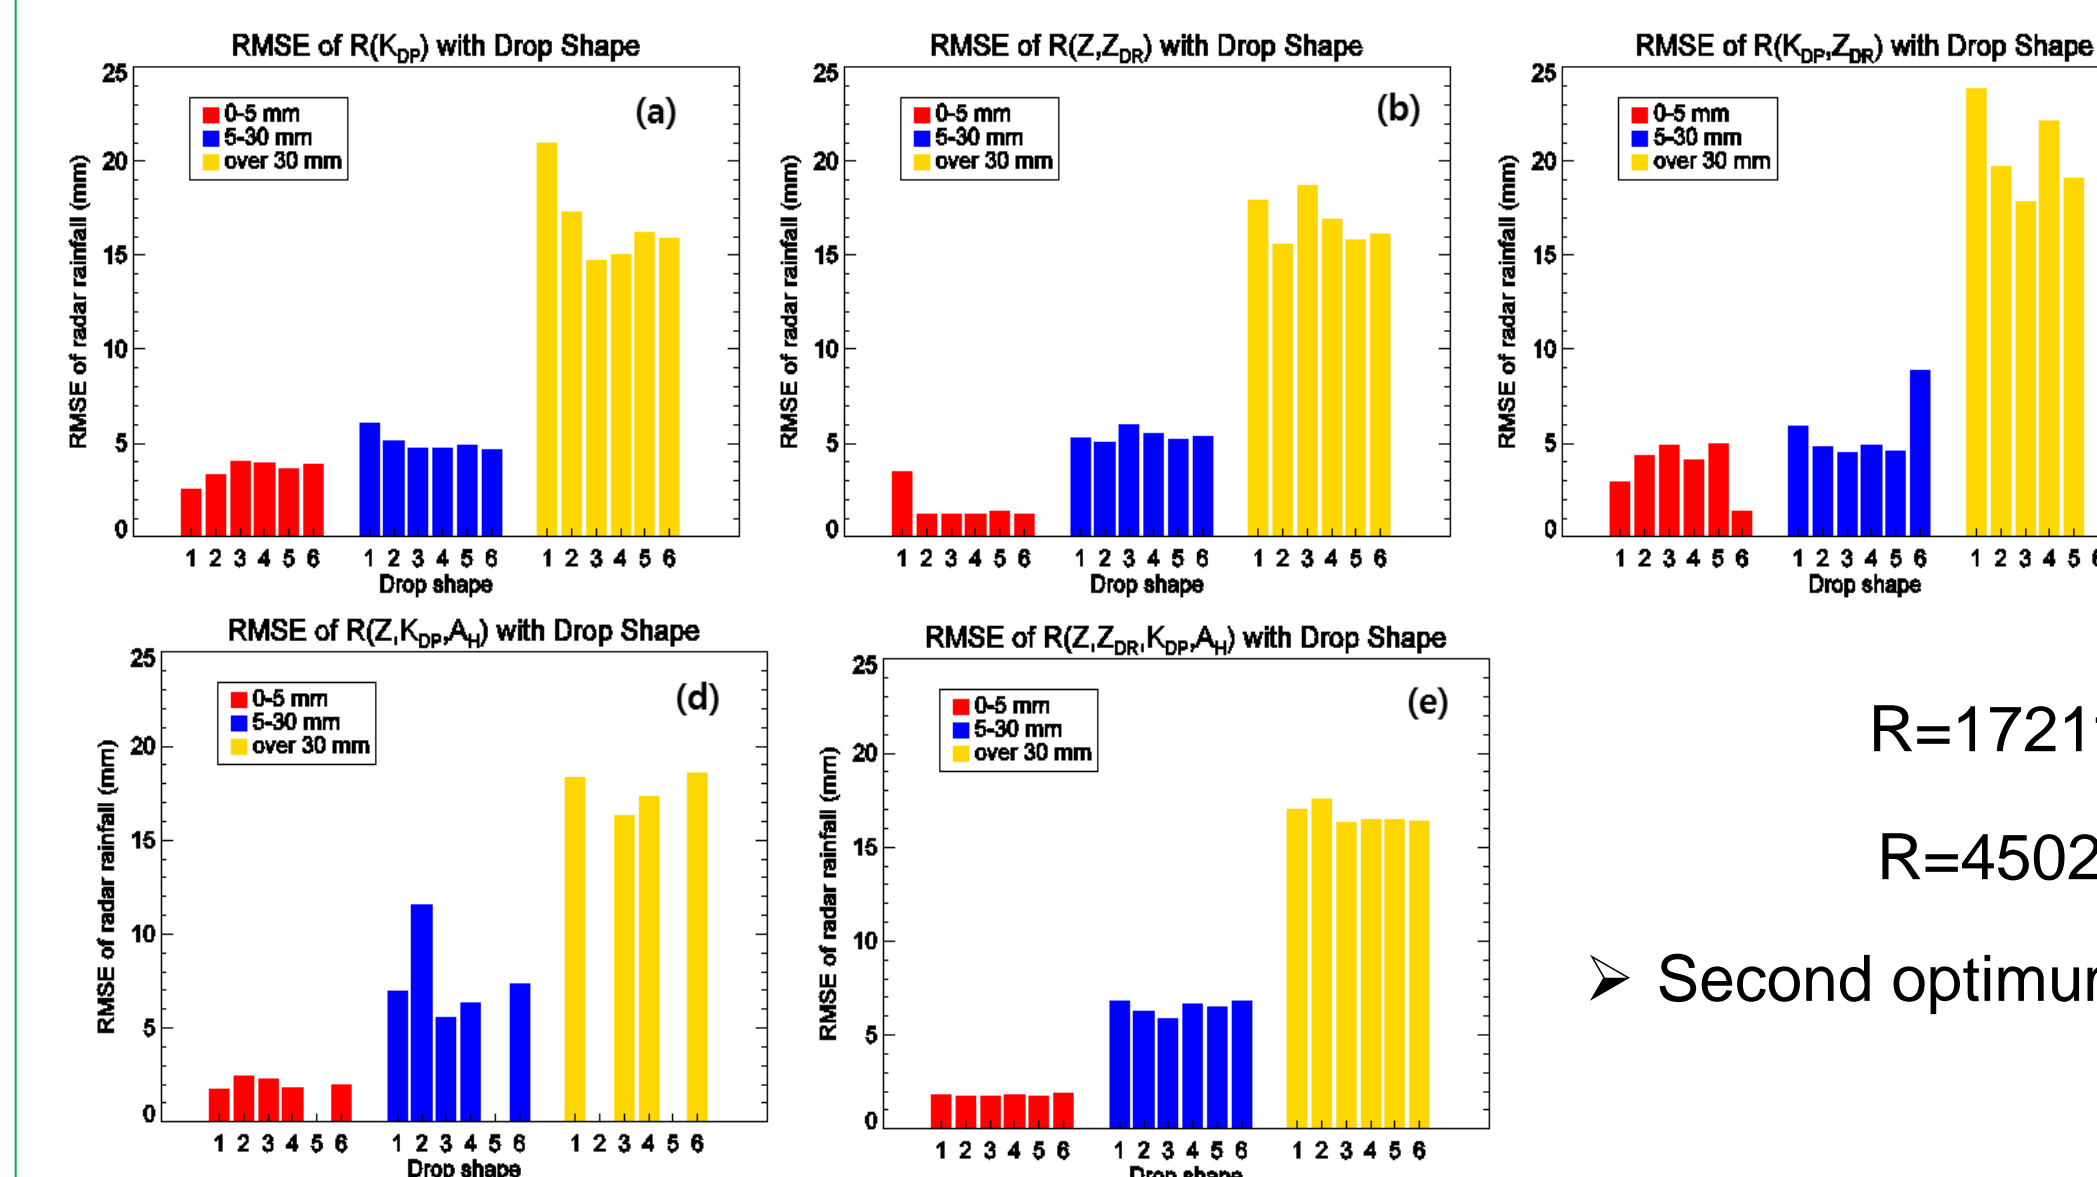 RMSE of R(K_DP) with Drop Shape
25
20
15
10
5
0
RMSE of radar rainfall (mm)
0-5 mm
5-30 mm
over 30 mm
(a)
1 2 3 4 5 6 1 2 3 4 5 6 1 2 3 4 5 6
Drop shape
RMSE of R(Z,Z_DR) with Drop Shape
25
20
15
10
5
0
RMSE of radar rainfall (mm)
0-5 mm
5-30 mm
over 30 mm
(b)
1 2 3 4 5 6 1 2 3 4 5 6 1 2 3 4 5 6
Drop shape
RMSE of R(K_DP,Z_DR) with Drop Shape
25
20
15
10
5
0
RMSE of radar rainfall (mm)
0-5 mm
5-30 mm
over 30 mm
1 2 3 4 5 6 1 2 3 4 5 6 1 2 3 4 5
Drop shape
RMSE of R(Z,K_DP,A_H) with Drop Shape
25
20
15
10
5
0
RMSE of radar rainfall (mm)
0-5 mm
5-30 mm
over 30 mm
(d)
1 2 3 4 5 6 1 2 3 4 5 6 1 2 3 4 5 6
Drop shape
RMSE of R(Z,Z_DR,K_DP,A_H) with Drop Shape
25
20
15
10
5
0
RMSE of radar rainfall (mm)
0-5 mm
5-30 mm
over 30 mm
(e)
1 2 3 4 5 6 1 2 3 4 5 6 1 2 3 4 5 6
Drop shape
R=1721
R=4502
➢ Second